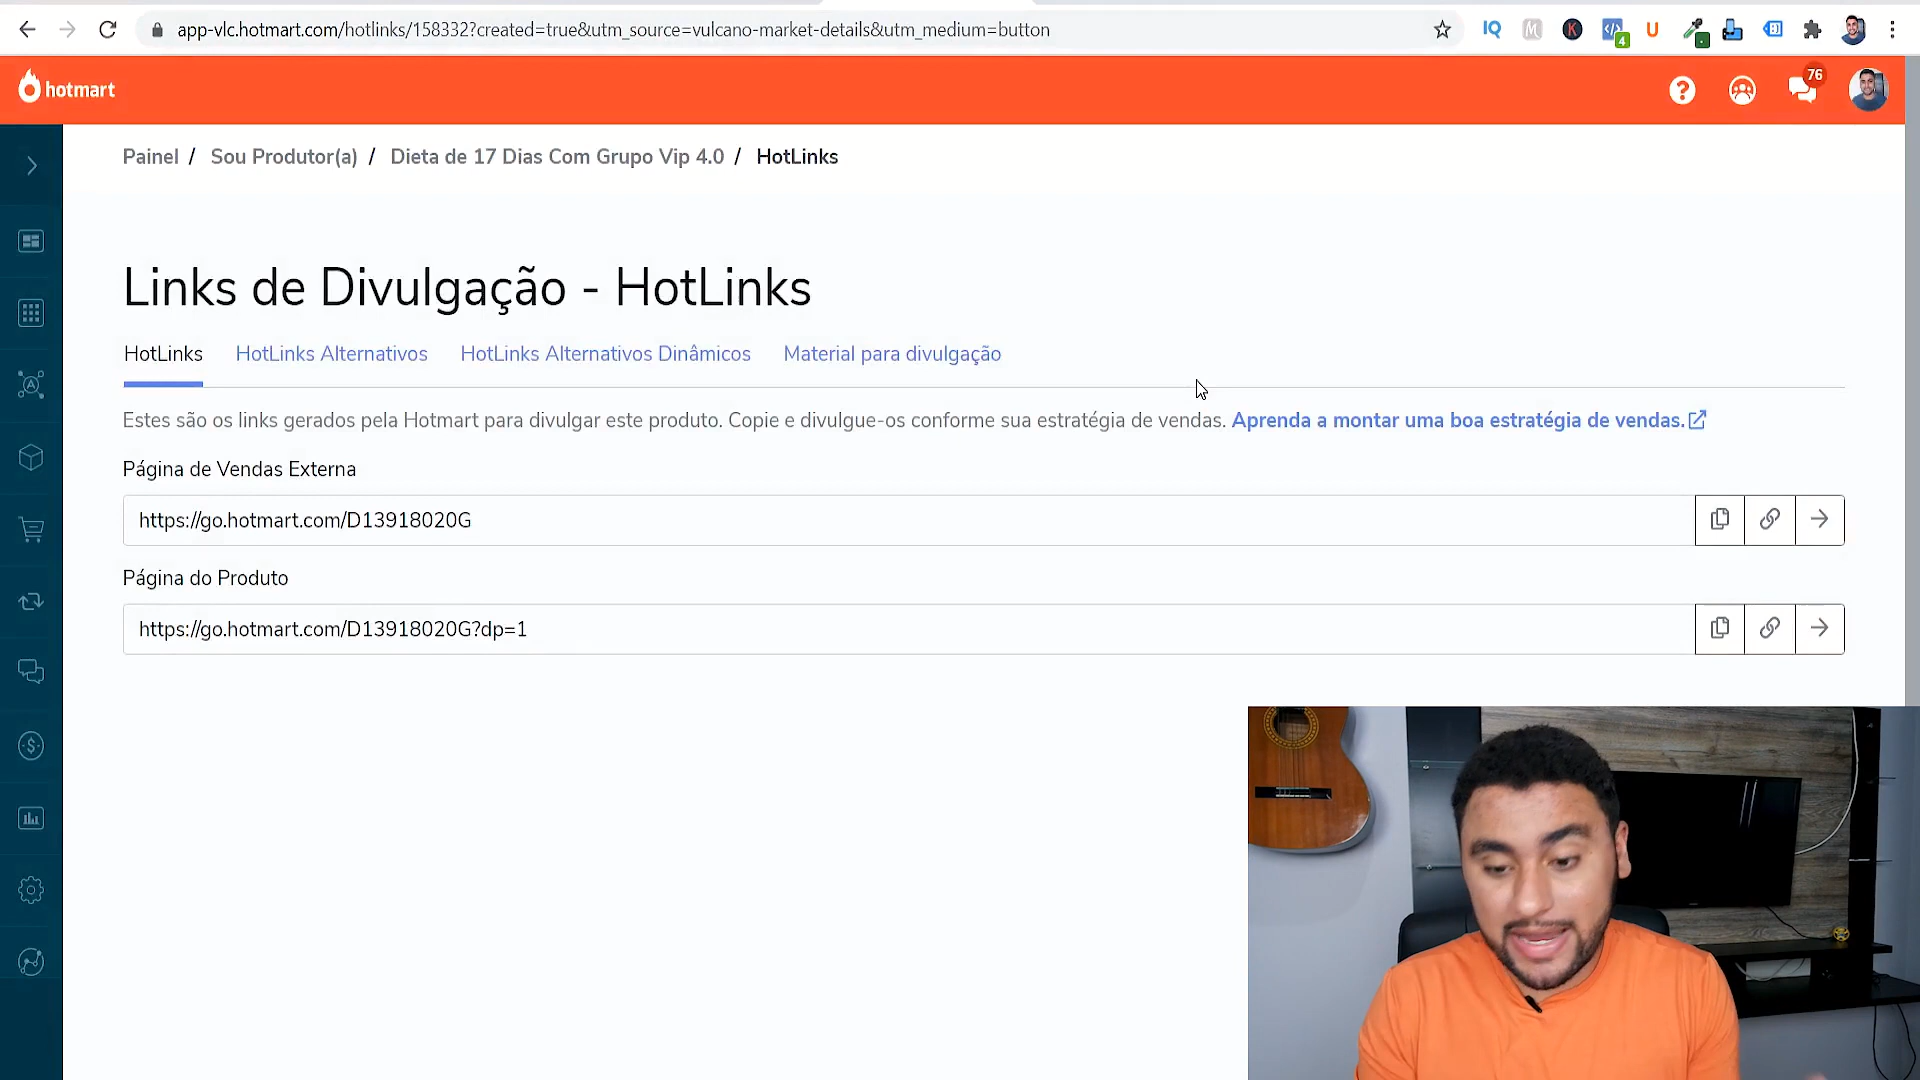 app-vlc.hotmart.com/hotlinks/158332?created=true&utm_source=vulcano-market-details&utm_medium=button
IQ
M
K
4
U
hotmart
?
76
Painel / Sou Produtor(a) / Dieta de 17 Dias Com Grupo Vip 4.0 / HotLinks
Links de Divulgação - HotLinks
HotLinks HotLinks Alternativos HotLinks Alternativos Dinâmicos Material para divulgação
Estes são os links gerados pela Hotmart para divulgar este produto. Copie e divulgue-os conforme sua estratégia de vendas. Aprenda a montar uma boa estratégia de vendas.
Página de Vendas Externa
https://go.hotmart.com/D13918020G
Página do Produto
https://go.hotmart.com/D13918020G?dp=1